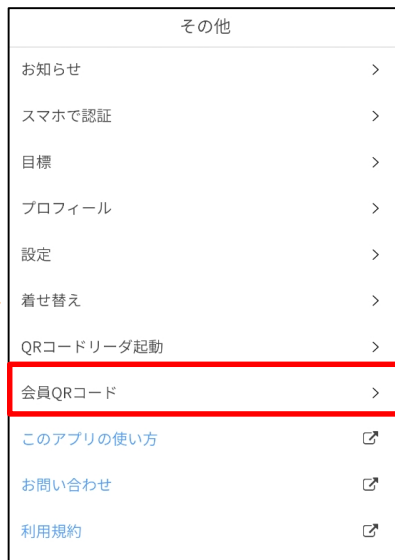 その他
お知らせ
スマホで認証
目標
プロフィール
設定
着せ替え
QRコードリーダ起動
会員QRコード
このアプリの使い方
お問い合わせ
利用規約